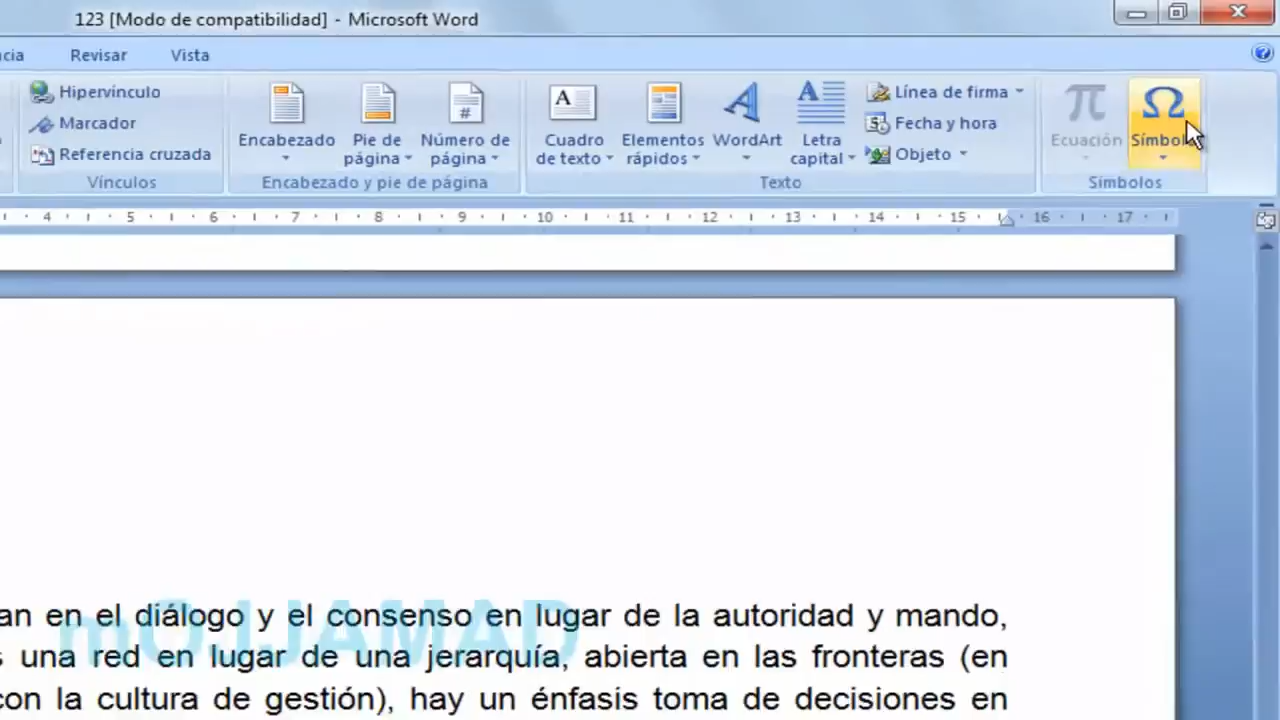 123 [Modo de compatibilidad] - Microsoft Word
cia Revisar Vista
Hipervínculo
Marcador
Referencia cruzada
Vínculos
Encabezado
Pie de página
Número de página
Encabezado y pie de página
Cuadro de texto
Elementos rápidos
WordArt
Letra capital
Línea de firma
Fecha y hora
Objeto
Texto
Ecuación
Símbolo
Símbolos
4 5 6 7 8 9 10 11 12 13 14 15 16 17
an en el diálogo y el consenso en lugar de la autoridad y mando,
s una red en lugar de una jerarquía, abierta en las fronteras (en
con la cultura de gestión), hay un énfasis toma de decisiones en